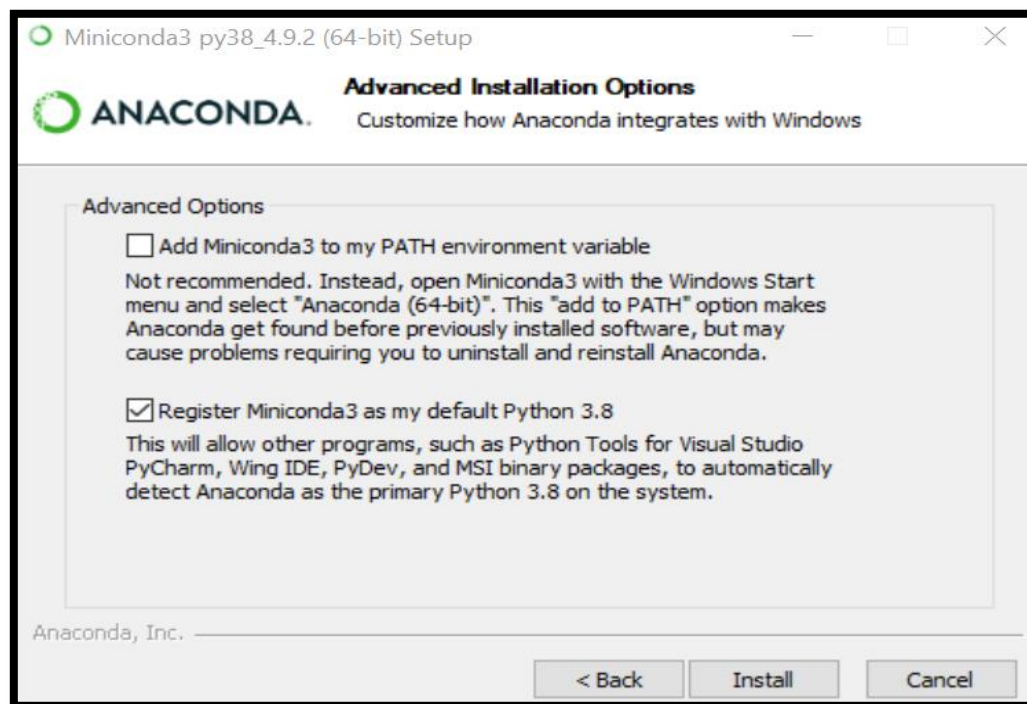 Miniconda3 py38_4.9.2 (64-bit) Setup
ANACONDA.
Advanced Installation Options
Customize how Anaconda integrates with Windows
Advanced Options
Add Miniconda3 to my PATH environment variable
Not recommended. Instead, open Miniconda3 with the Windows Start
menu and select "Anaconda (64-bit)". This "add to PATH" option makes
Anaconda get found before previously installed software, but may
cause problems requiring you to uninstall and reinstall Anaconda.
Register Miniconda3 as my default Python 3.8
This will allow other programs, such as Python Tools for Visual Studio
PyCharm, Wing IDE, PyDev, and MSI binary packages, to automatically
detect Anaconda as the primary Python 3.8 on the system.
Anaconda, Inc.
< Back
Install
Cancel